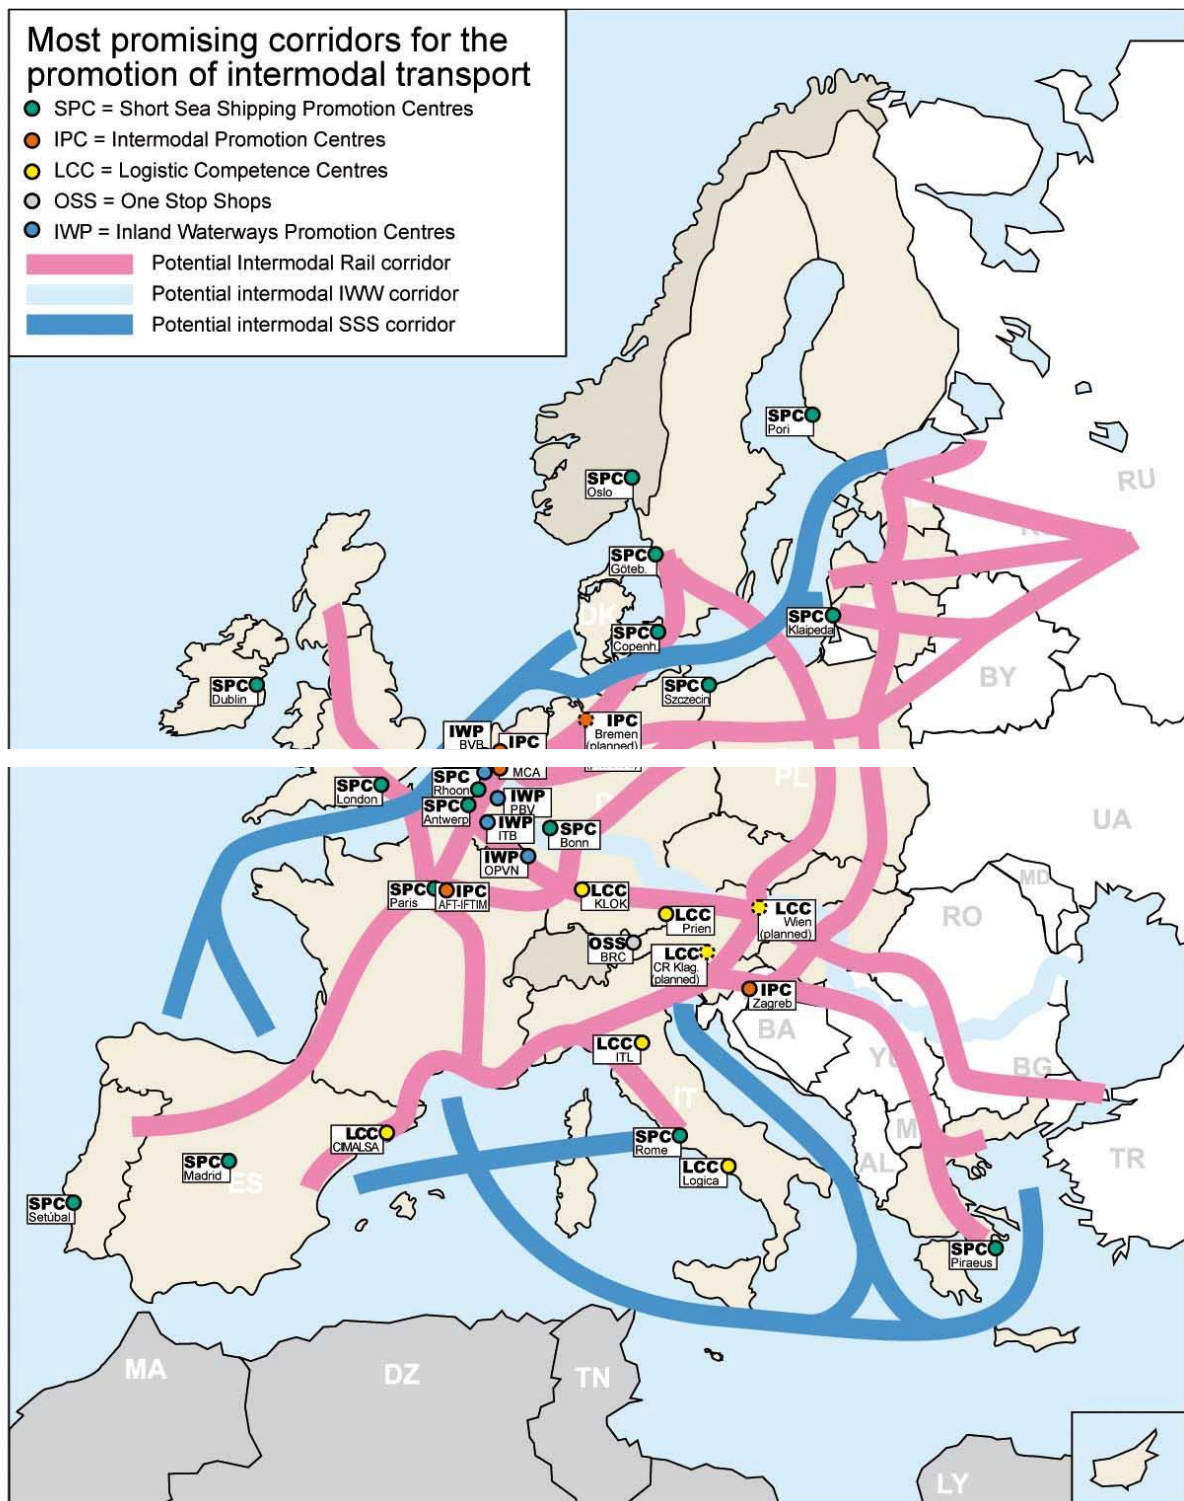 Most promising corridors for the
promotion of intermodal transport
SPC = Short Sea Shipping Promotion Centres
IPC = Intermodal Promotion Centres
LCC = Logistic Competence Centres
OSS = One Stop Shops
IWP = Inland Waterways Promotion Centres
Potential Intermodal Rail corridor
Potential intermodal IWW corridor
Potential intermodal SSS corridor
SPC
Pori
RU
SPC
Oslo
SPC
Göteb.
DK
SPC
Klaipeda
SPC
Copenh.
BY
SPC
Dublin
SPC
Szczecin
IPC
Bremen
(planned)
IWP
BVB
IPC
MCA
SPC
Rhoon
SPC
London
PL
IWP
PBV
SPC
Antwerp
UA
IWP
ITB
SPC
Bonn
IWP
OPVN
MD
SPC
Paris
IPC
AFT-IFTIM
LCC
KLOK
LCC
Wien
(planned)
RO
LCC
Prien
OSS
BRC
LCC
CR Klag.
(planned)
IPC
Zagreb
BA
LCC
ITL
YU
BG
IT
LCC
CIMALSA
SPC
Rome
M
SPC
Madrid
ES
LCC
Logica
AL
TR
SPC
Setúbal
SPC
Piraeus
MA
DZ
TN
LY